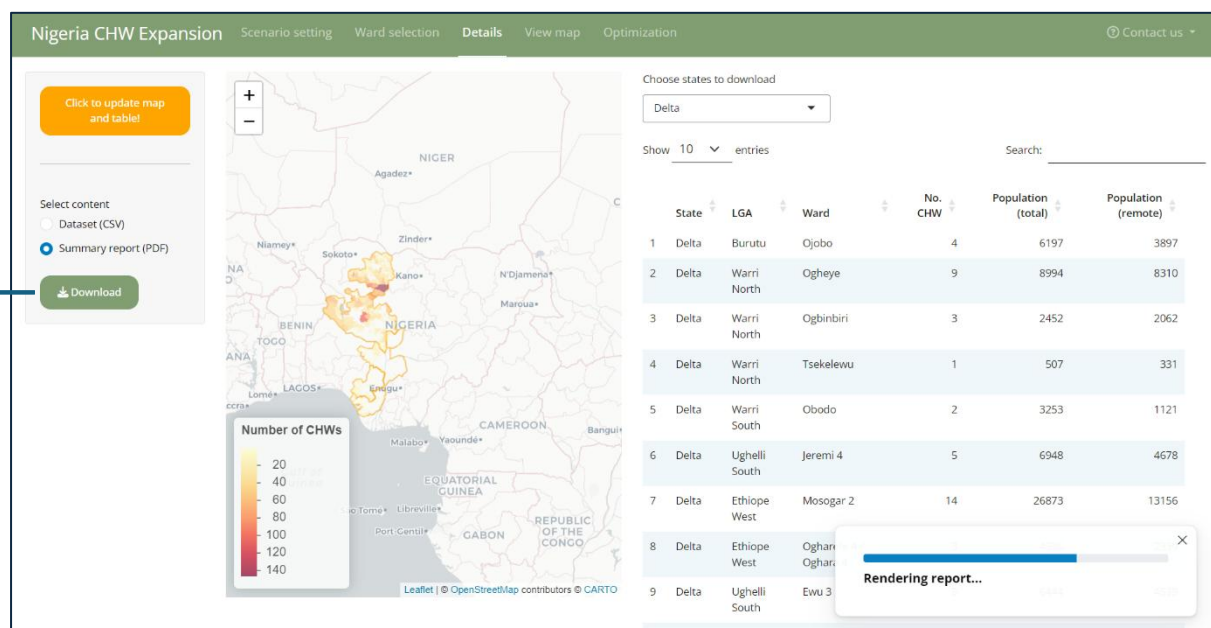 Nigeria CHW Expansion Scenario setting Ward selection Details View map Optimization Contact us
Click to update map
and table!
Select content
Dataset (CSV)
Summary report (PDF)
Download
+
−
NIGER
Agadez
Niamey
Zinder
Sokoto
Kano
N'Djamena
Maroua
BENIN
NIGERIA
TOGO
LAGOS
Enugu
Lomé
CAMEROON
Bangui
Malabo
Yaoundé
EQUATORIAL
GUINEA
Libreville
REPUBLIC
OF THE
CONGO
Port Gentil
GABON
Number of CHWs
20
40
60
80
100
120
140
Leaflet | © OpenStreetMap contributors © CARTO
Choose states to download
Delta
Show 10 entries Search:
State LGA Ward No. CHW Population (total) Population (remote)
1 Delta Burutu Ojobo 4 6197 3897
2 Delta Warri North Ogheye 9 8994 8310
3 Delta Warri North Ogbinbiri 3 2452 2062
4 Delta Warri North Tsekelewu 1 507 331
5 Delta Warri South Obodo 2 3253 1121
6 Delta Ughelli South Jeremi 4 5 6948 4678
7 Delta Ethiope West Mosogar 2 14 26873 13156
8 Delta Ethiope West
9 Delta Ughelli South Ewu 3
Rendering report...